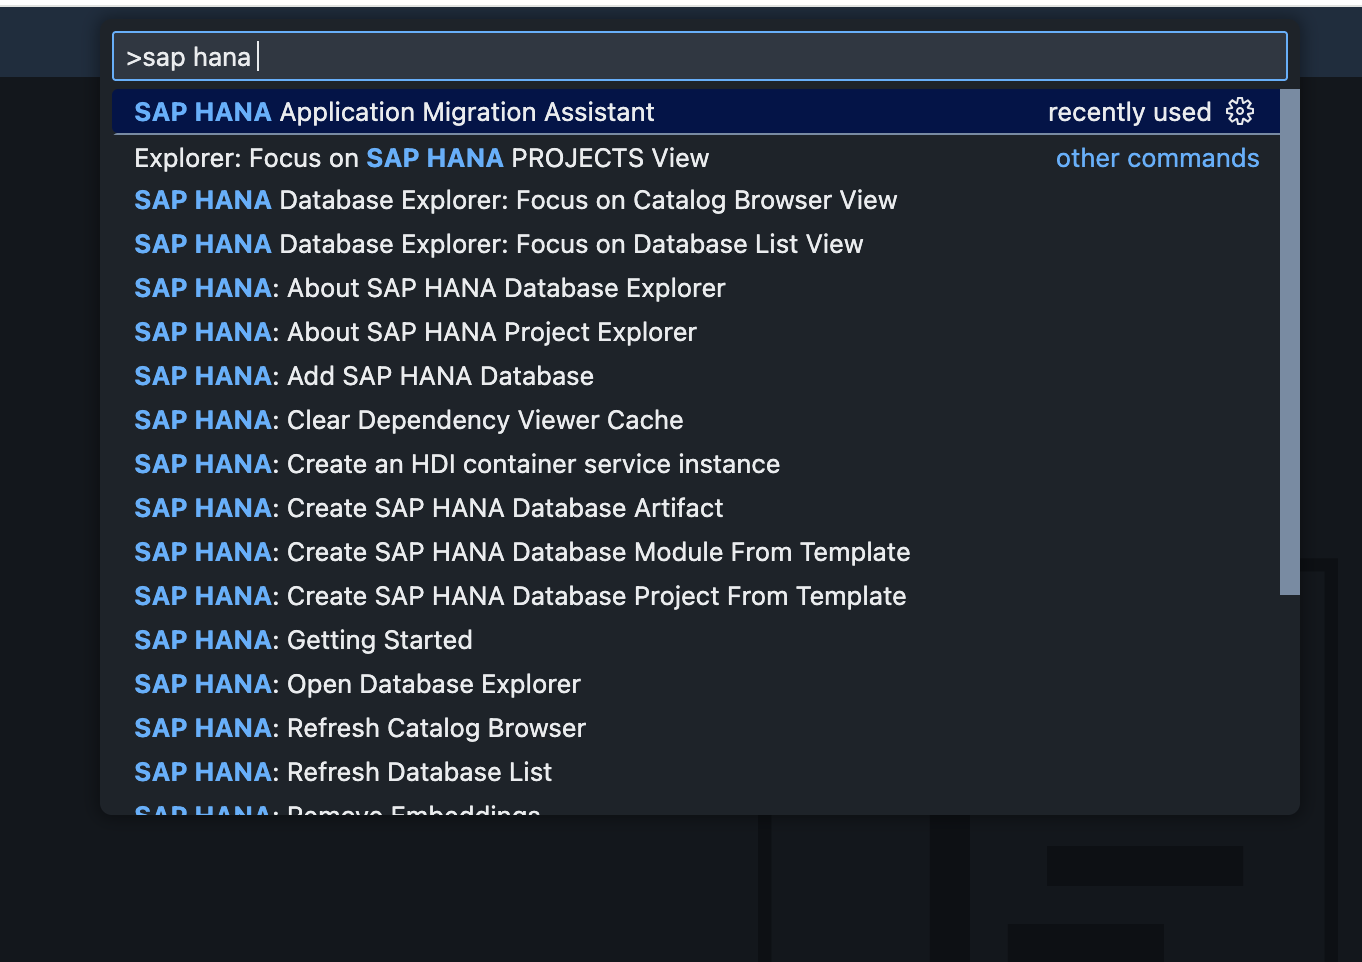 >sap hana
SAP HANA Application Migration Assistant recently used
Explorer: Focus on SAP HANA PROJECTS View other commands
SAP HANA Database Explorer: Focus on Catalog Browser View
SAP HANA Database Explorer: Focus on Database List View
SAP HANA: About SAP HANA Database Explorer
SAP HANA: About SAP HANA Project Explorer
SAP HANA: Add SAP HANA Database
SAP HANA: Clear Dependency Viewer Cache
SAP HANA: Create an HDI container service instance
SAP HANA: Create SAP HANA Database Artifact
SAP HANA: Create SAP HANA Database Module From Template
SAP HANA: Create SAP HANA Database Project From Template
SAP HANA: Getting Started
SAP HANA: Open Database Explorer
SAP HANA: Refresh Catalog Browser
SAP HANA: Refresh Database List
SAP HANA: Remove Embeddings